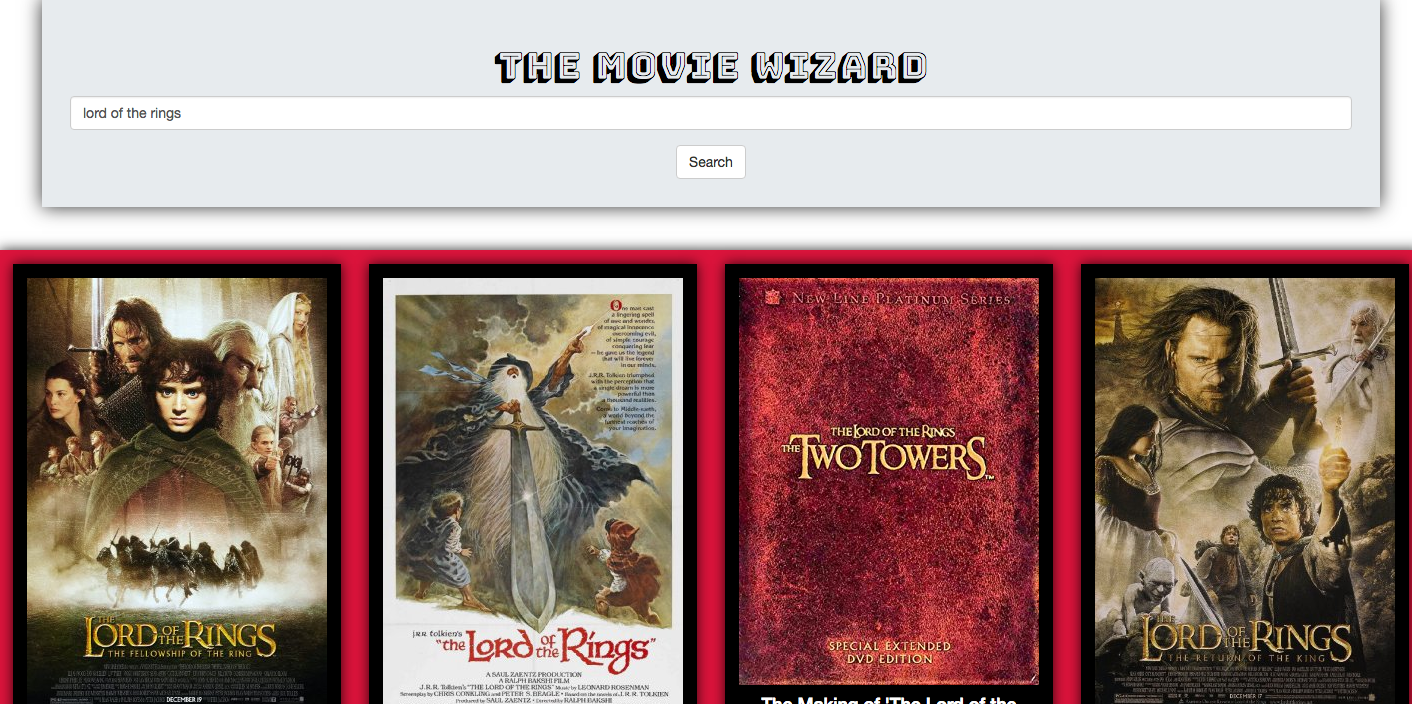 THE MOVIE WIZARD
lord of the rings
Search
THE
LORD OF THE RINGS
THE FELLOWSHIP OF THE RING
DECEMBER 19
One man cast
a lingering spell
of awe and wonder,
of magical innocence
overcoming evil,
of simple courage
conquering fear
— he gave us the legend
that will live forever
in our minds.
J.R.R. Tolkien triumphed
with the perception that
a single dream is more
powerful than
a thousand realities.
Come to Middle-earth,
a world beyond the
furthest reaches of
your imagination.
J.R.R. Tolkien's
"the Lord of the Rings"
A SAUL ZAENTZ PRODUCTION
A RALPH BAKSHI FILM
J.R.R. Tolkien's "THE LORD OF THE RINGS" Music by LEONARD ROSENMAN
Screenplay by CHRIS CONKLING and PETER S. BEAGLE • Based on the novels of J.R.R. TOLKIEN
Produced by SAUL ZAENTZ • Directed by RALPH BAKSHI
NEW LINE PLATINUM SERIES
THE LORD OF THE RINGS
THE TWO TOWERS™
SPECIAL EXTENDED
DVD EDITION
The Making of 'The Lord of the
THE
LORD OF THE RINGS
THE RETURN OF THE KING
DECEMBER 17